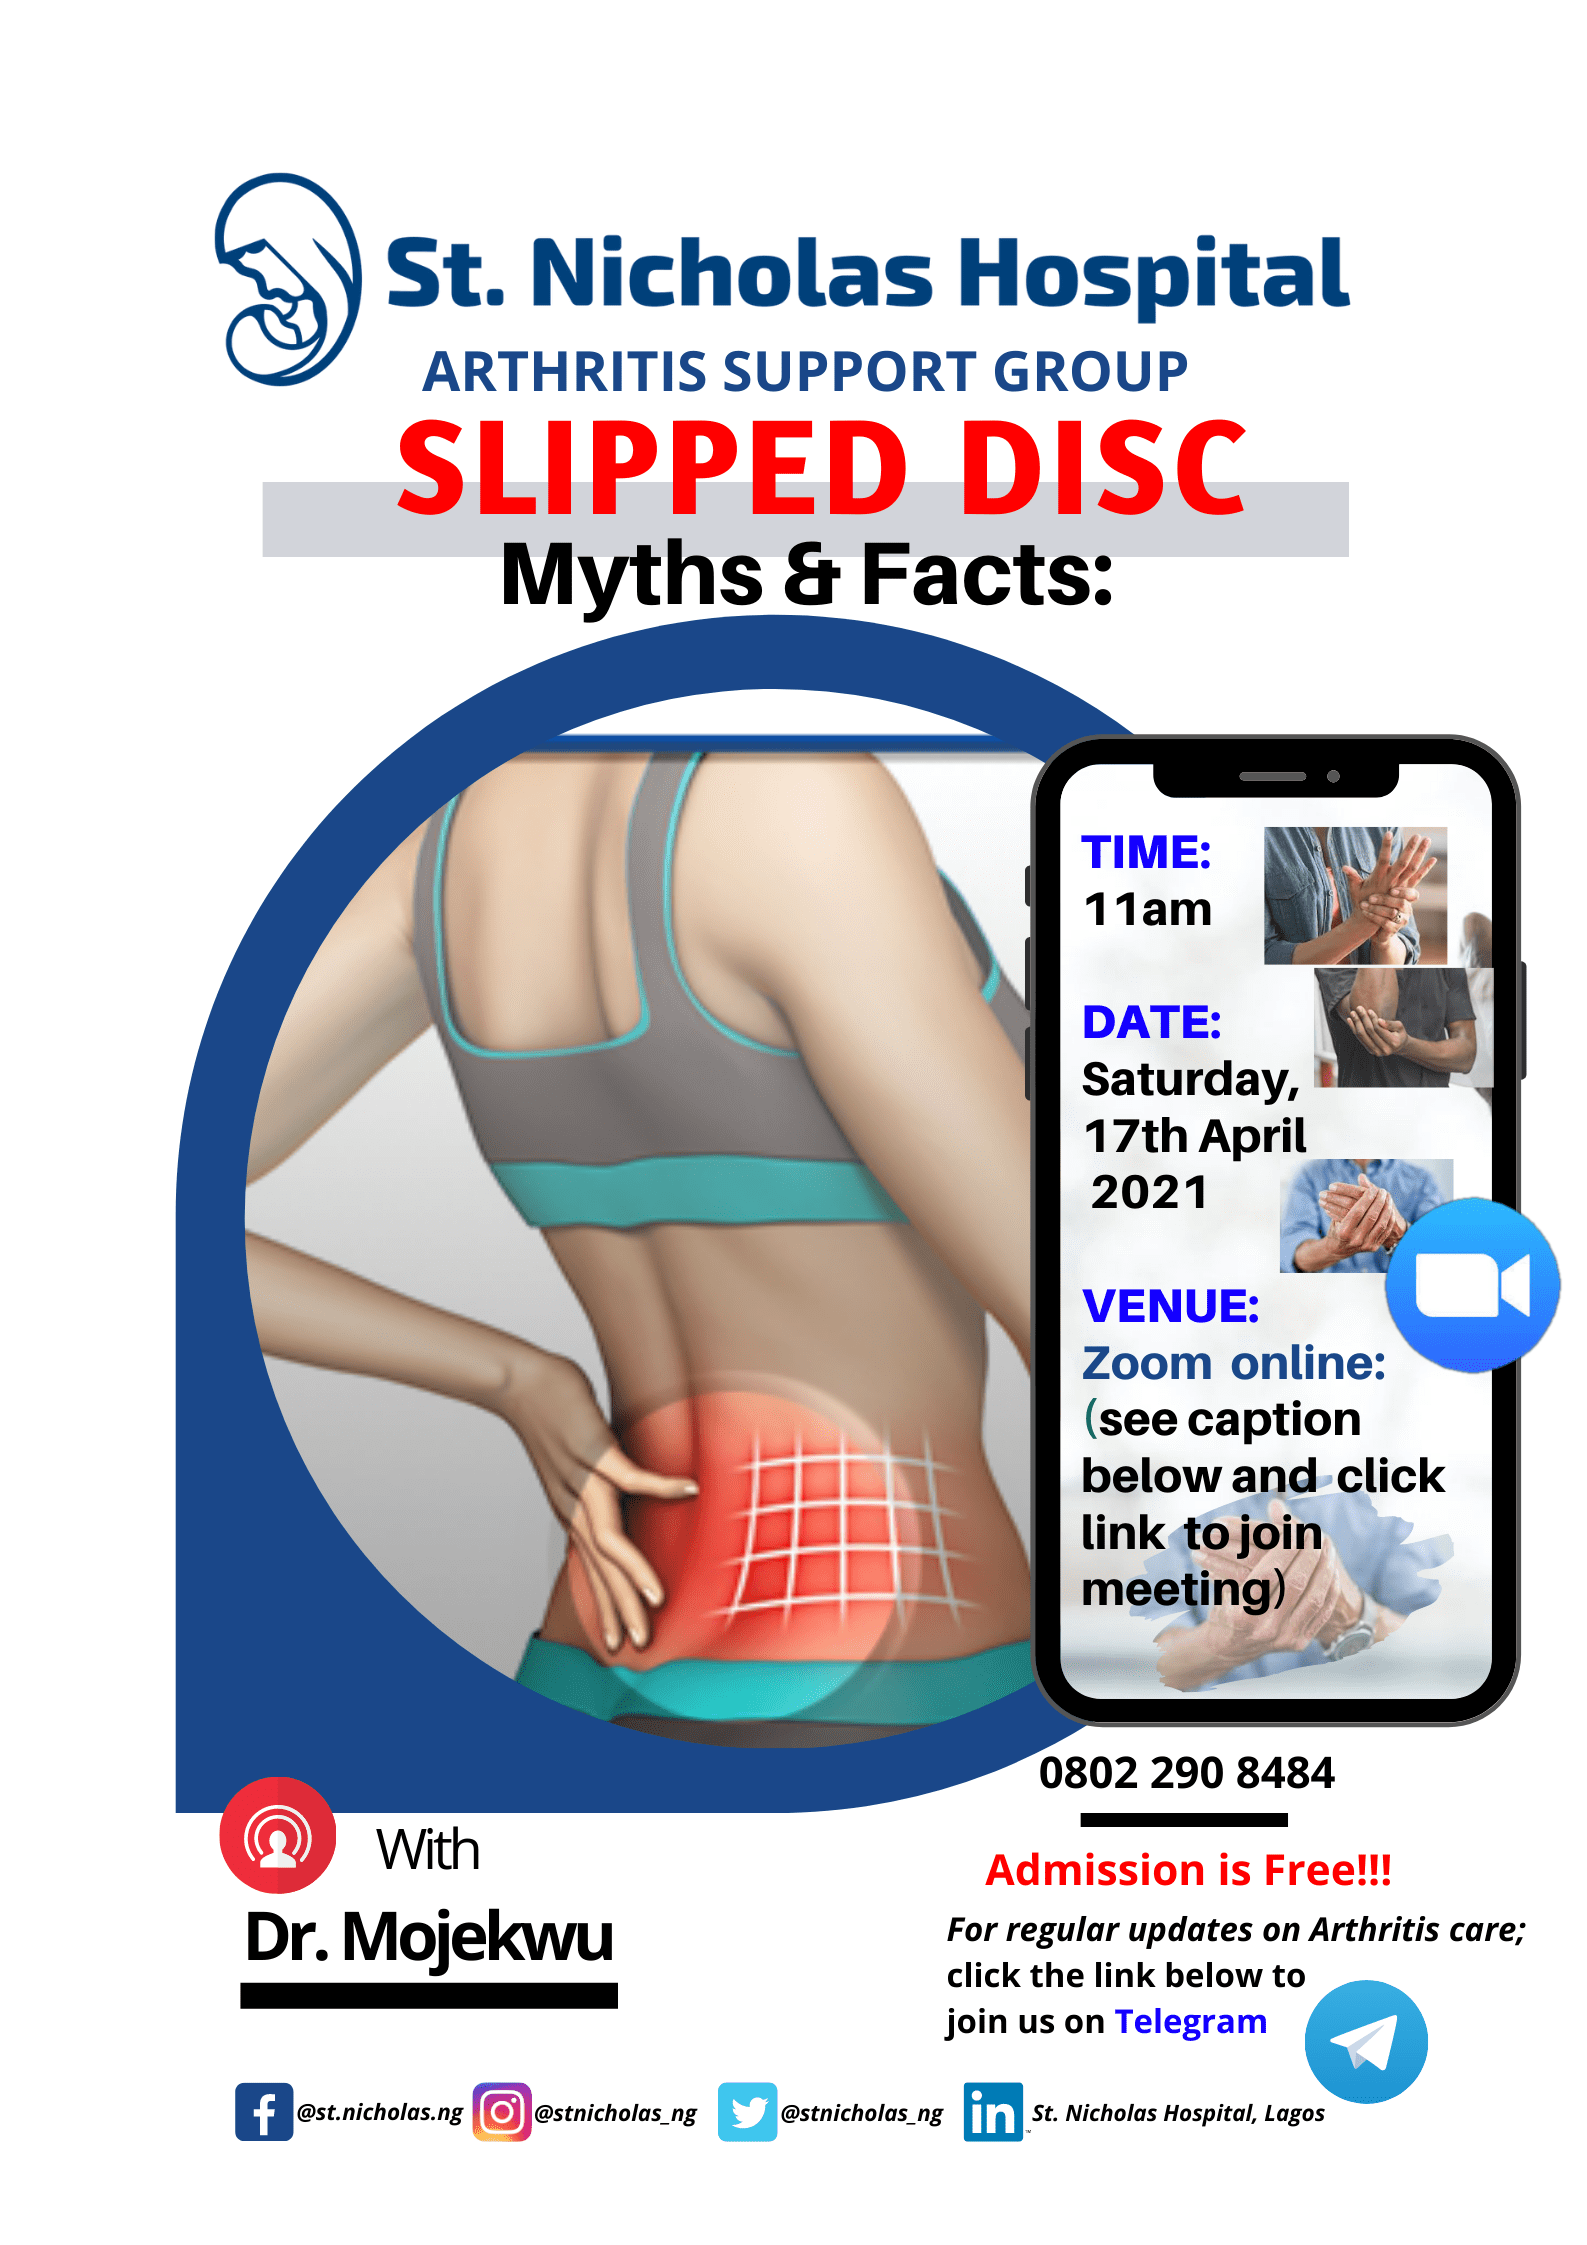 St. Nicholas Hospital
ARTHRITIS SUPPORT GROUP
SLIPPED DISC
Myths & Facts:
TIME:
11am
DATE:
Saturday,
17th April
2021
VENUE:
Zoom online:
(see caption
below and click
link to join
meeting)
0802 290 8484
With
Dr. Mojekwu
Admission is Free!!!
For regular updates on Arthritis care;
click the link below to
join us on Telegram
@st.nicholas.ng @stnicholas_ng @stnicholas_ng in St. Nicholas Hospital, Lagos